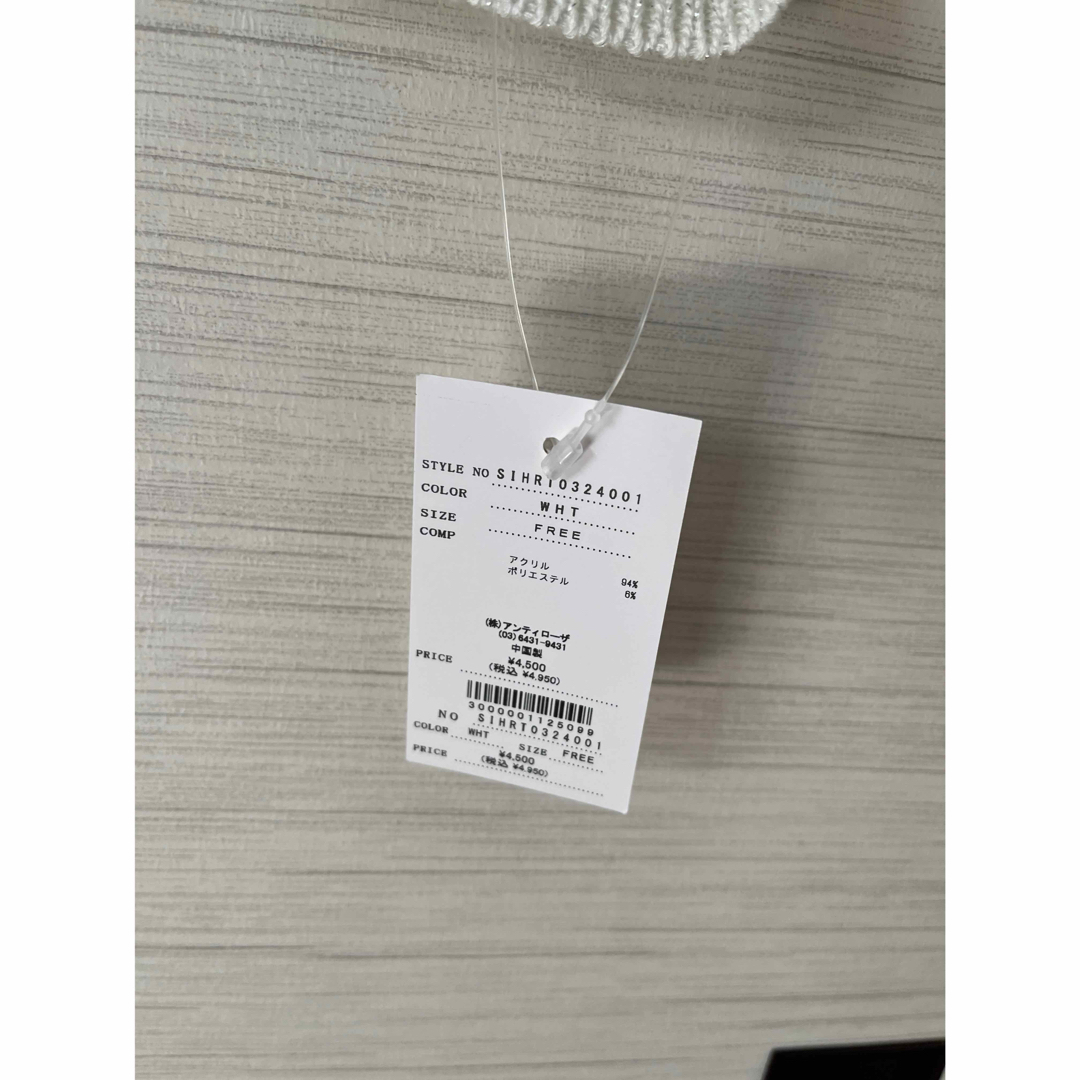 STYLE NO SIHRT0324001
COLOR WHT
SIZE FREE
COMP
アクリル 94%
ポリエステル 6%
(株)アンティローザ
(03)6431-9431
中国製
PRICE ¥4,500
(税込 ¥4,950)
3000001125099
NO SIHRT0324001
COLOR WHT SIZE FREE
PRICE ¥4,500
(税込 ¥4,950)